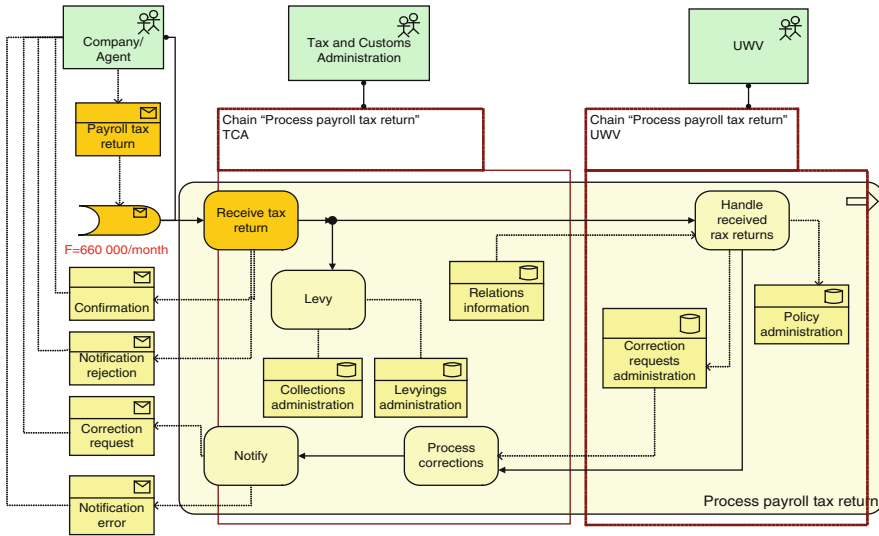 Company/
Agent
Tax and Customs
Administration
UWV
Payroll tax
return
Chain “Process payroll tax return”
TCA
Chain “Process payroll tax return”
UWV
F=660 000/month
Receive tax
return
Handle
received
rax returns
Confirmation
Levy
Relations
information
Policy
administration
Notification
rejection
Collections
administration
Levyings
administration
Correction
requests
administration
Correction
request
Notify
Process
corrections
Notification
error
Process payroll tax return